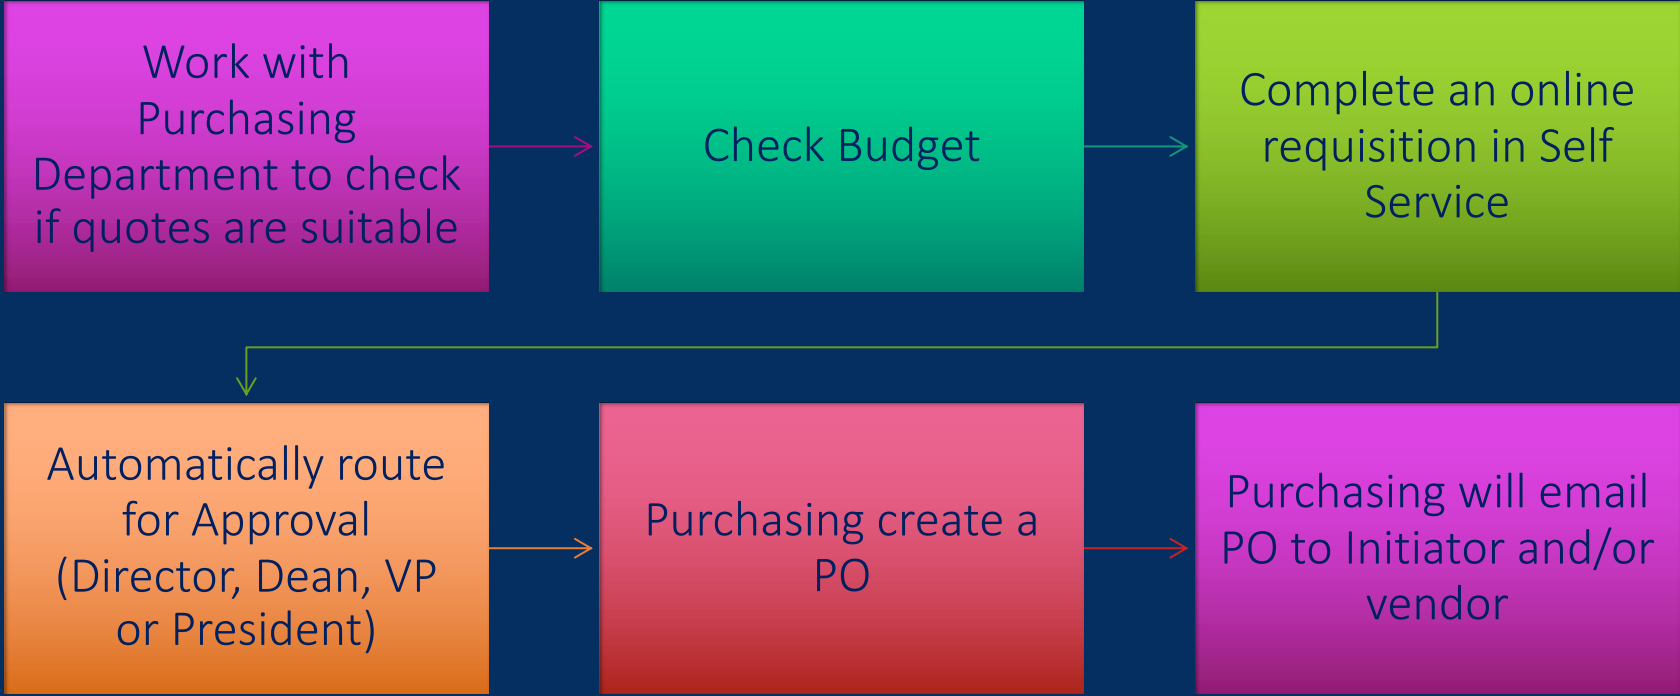 Work with
Purchasing
Department to check
if quotes are suitable
Check Budget
Complete an online
requisition in Self
Service
Automatically route
for Approval
(Director, Dean, VP
or President)
Purchasing create a
PO
Purchasing will email
PO to Initiator and/or
vendor